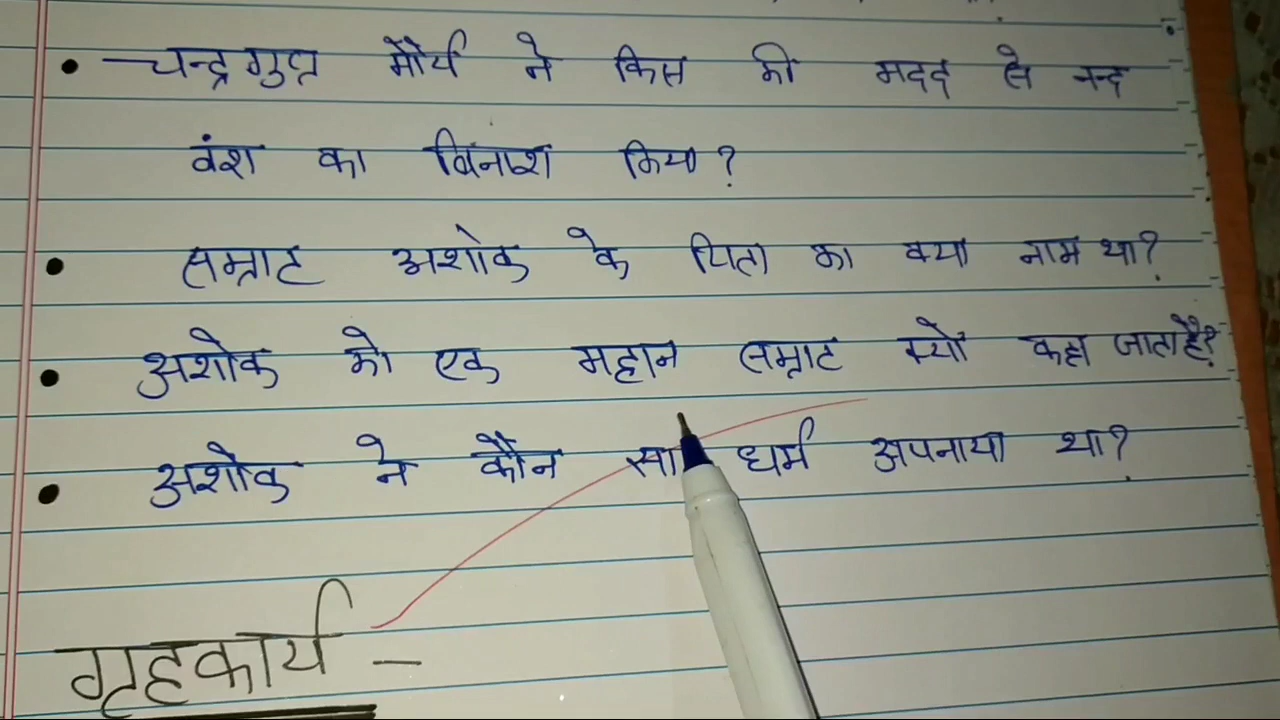 चन्द्रगुप्त मौर्य ने किस की मदद से नन्द
वंश का विनाश किया?
सम्राट अशोक के पिता का क्या नाम था?
अशोक को एक महान सम्राट क्यों कहा जाता है?
अशोक ने कौन सा धर्म अपनाया था?
गृहकार्य –